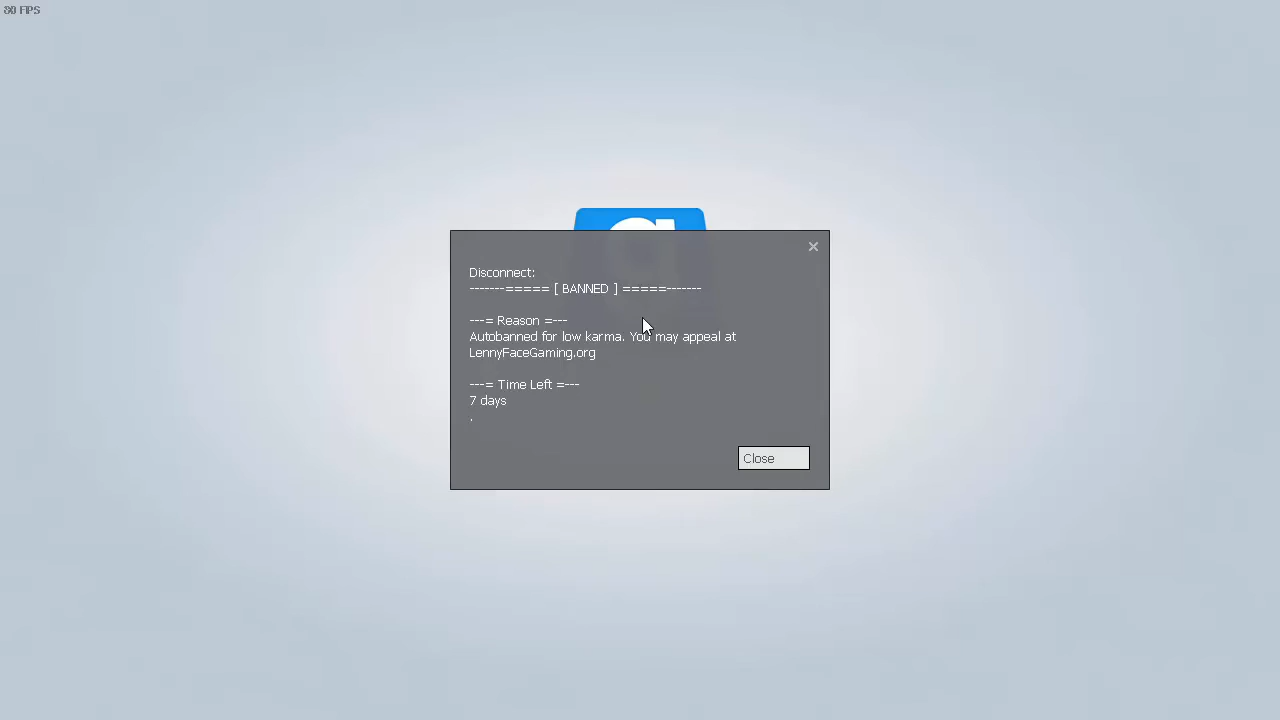 80 FPS
Disconnect:
-------===== [ BANNED ] =====-------
---= Reason =---
Autobanned for low karma. You may appeal at
LennyFaceGaming.org
---= Time Left =---
7 days
.
Close